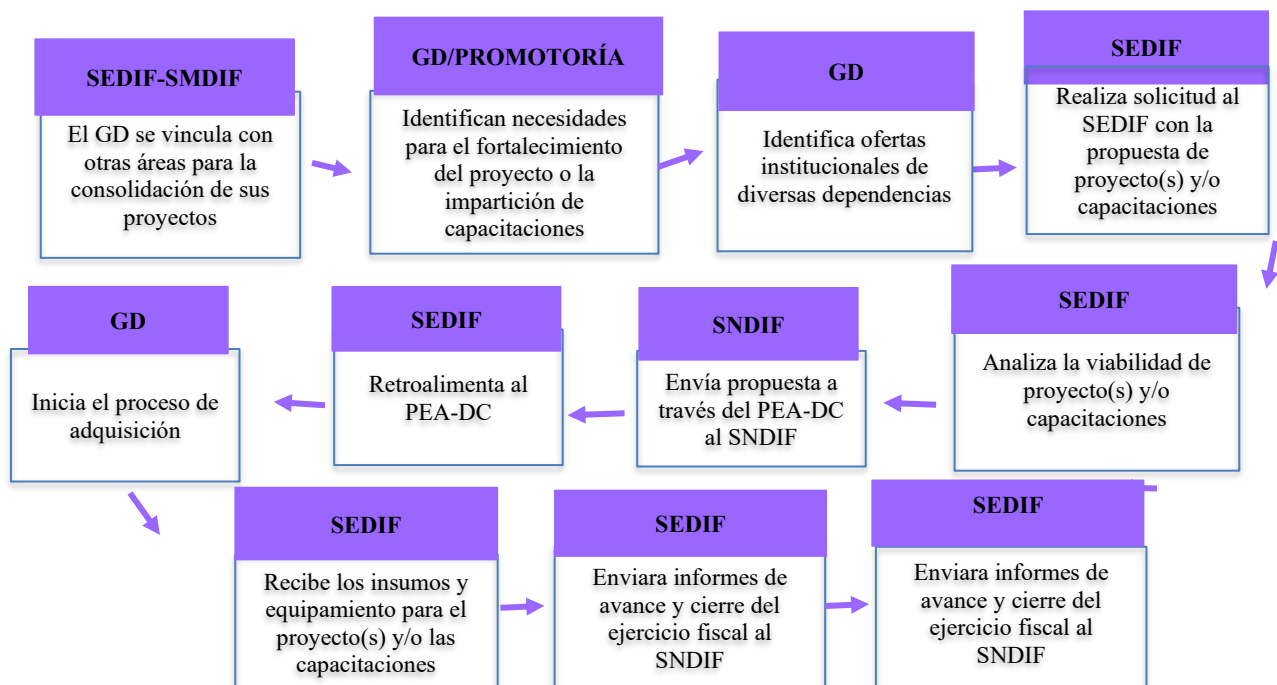 SEDIF-SMDIF
El GD se vincula con
otras áreas para la
consolidación de sus
proyectos
GD/PROMOTORÍA
Identifican necesidades
para el fortalecimiento
del proyecto o la
impartición de
capacitaciones
GD
Identifica ofertas
institucionales de
diversas dependencias
SEDIF
Realiza solicitud al
SEDIF con la
propuesta de
proyecto(s) y/o
capacitaciones
SEDIF
Analiza la viabilidad de
proyecto(s) y/o
capacitaciones
SNDIF
Envía propuesta a
través del PEA-DC
al SNDIF
SEDIF
Retroalimenta al
PEA-DC
GD
Inicia el proceso de
adquisición
SEDIF
Recibe los insumos y
equipamiento para el
proyecto(s) y/o las
capacitaciones
SEDIF
Enviara informes de
avance y cierre del
ejercicio fiscal al
SNDIF
SEDIF
Enviara informes de
avance y cierre del
ejercicio fiscal al
SNDIF